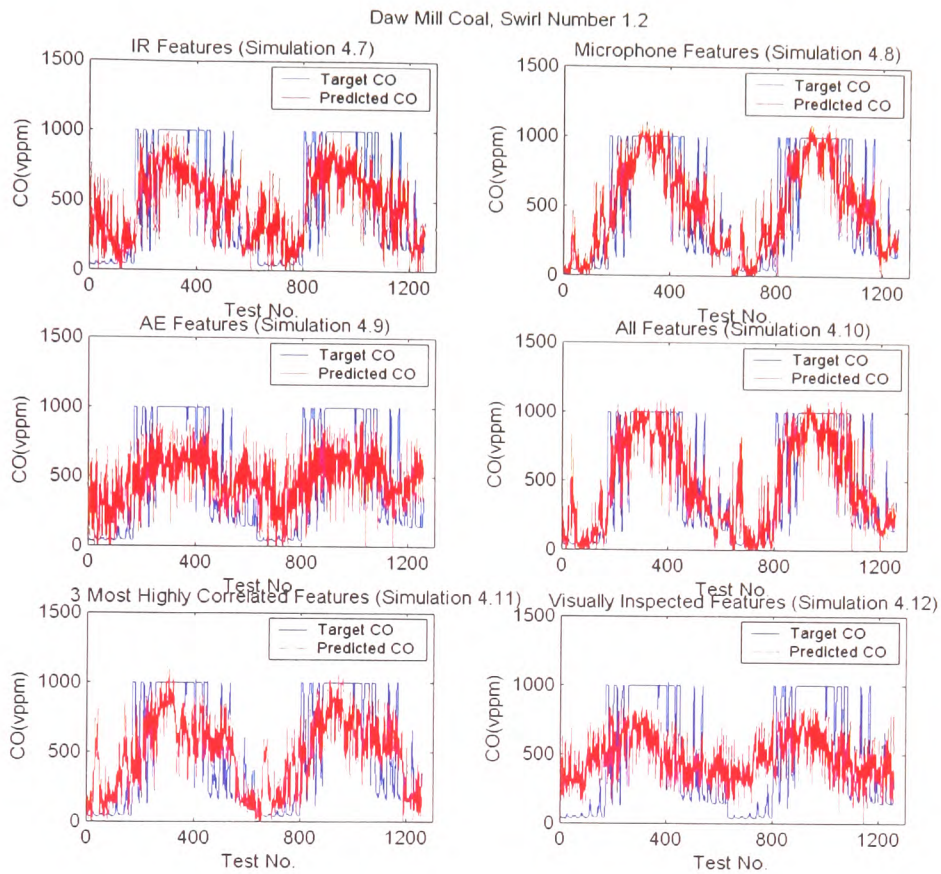 Daw Mill Coal, Swirl Number 1.2
IR Features (Simulation 4.7)
1500
1000
500
0
CO(vppm)
Target CO
Predicted CO
0
400
800
1200
Test No.
Microphone Features (Simulation 4.8)
1500
1000
500
0
CO(vppm)
Target CO
Predicted CO
0
400
800
1200
Test No.
AE Features (Simulation 4.9)
1500
1000
500
0
CO(vppm)
Target CO
Predicted CO
0
400
800
1200
Test No.
All Features (Simulation 4.10)
1500
1000
500
0
CO(vppm)
Target CO
Predicted CO
0
400
800
1200
Test No.
3 Most Highly Correlated Features (Simulation 4.11)
1500
1000
500
0
CO(vppm)
Target CO
Predicted CO
0
400
800
1200
Test No.
Visually Inspected Features (Simulation 4.12)
1500
1000
500
0
CO(vppm)
Target CO
Predicted CO
0
400
800
1200
Test No.